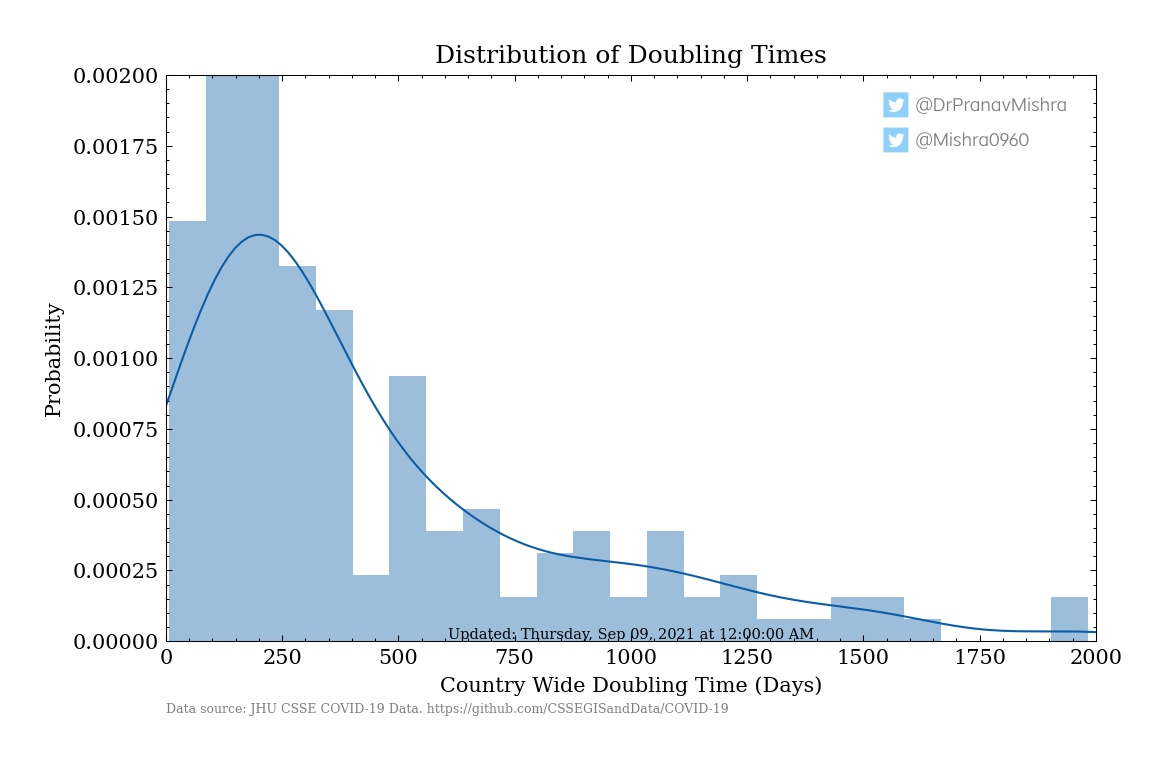 Distribution of Doubling Times
@DrPranavMishra
@Mishra0960
0.00200
0.00175
0.00150
0.00125
0.00100
0.00075
0.00050
0.00025
0.00000
Probability
Updated: Thursday, Sep 09, 2021 at 12:00:00 AM
0 250 500 750 1000 1250 1500 1750 2000
Country Wide Doubling Time (Days)
Data source: JHU CSSE COVID-19 Data. https://github.com/CSSEGISandData/COVID-19